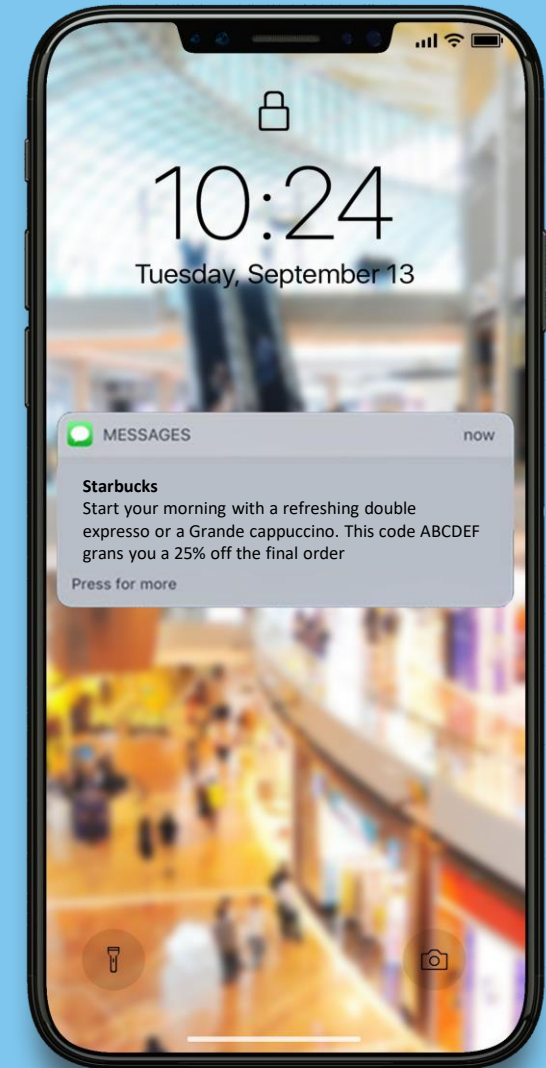 10:24
Tuesday, September 13
MESSAGES now
Starbucks
Start your morning with a refreshing double
expresso or a Grande cappuccino. This code ABCDEF
grans you a 25% off the final order
Press for more